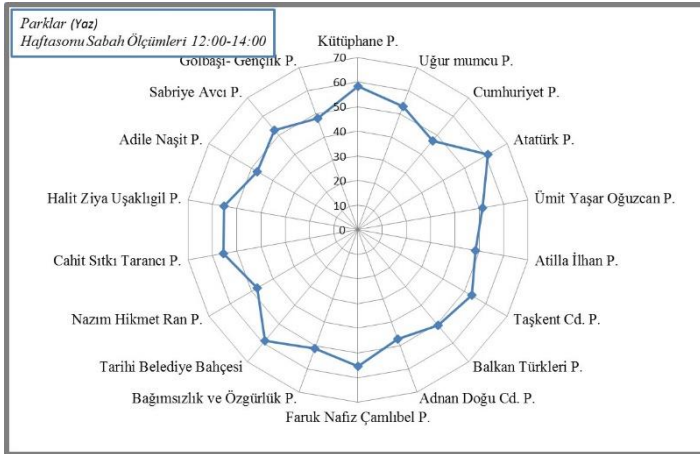 Parklar (Yaz)
Haftasonu Sabah Ölçümleri 12:00-14:00
Kütüphane P.
Uğur mumcu P.
Cumhuriyet P.
Atatürk P.
Ümit Yaşar Oğuzcan P.
Atilla İlhan P.
Taşkent Cd. P.
Balkan Türkleri P.
Adnan Doğu Cd. P.
Faruk Nafız Çamlıbel P.
Bağımsızlık ve Özgürlük P.
Tarihi Belediye Bahçesi
Nazım Hikmet Ran P.
Cahit Sıtkı Tarancı P.
Halit Ziya Uşaklıgil P.
Adile Naşit P.
Sabriye Avcı P.
Gölbaşı- Gençlik P.
70
60
50
40
30
20
10
0